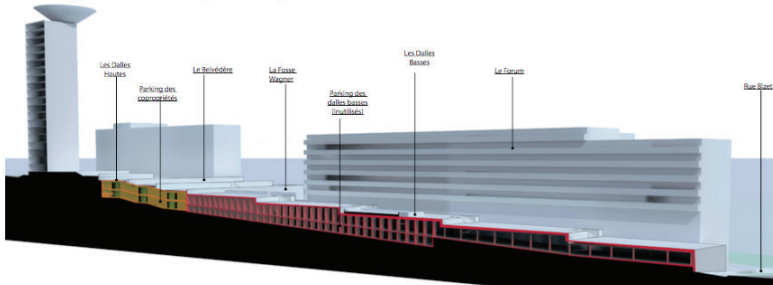 Les Dalles
Hautes
Parking des
copropriétés
Le Belvédère
La Fosse
Wagner
Parking des
dalles basses
(Inutilisés)
Les Dalles
Basses
Le Forum
Rue Bizet